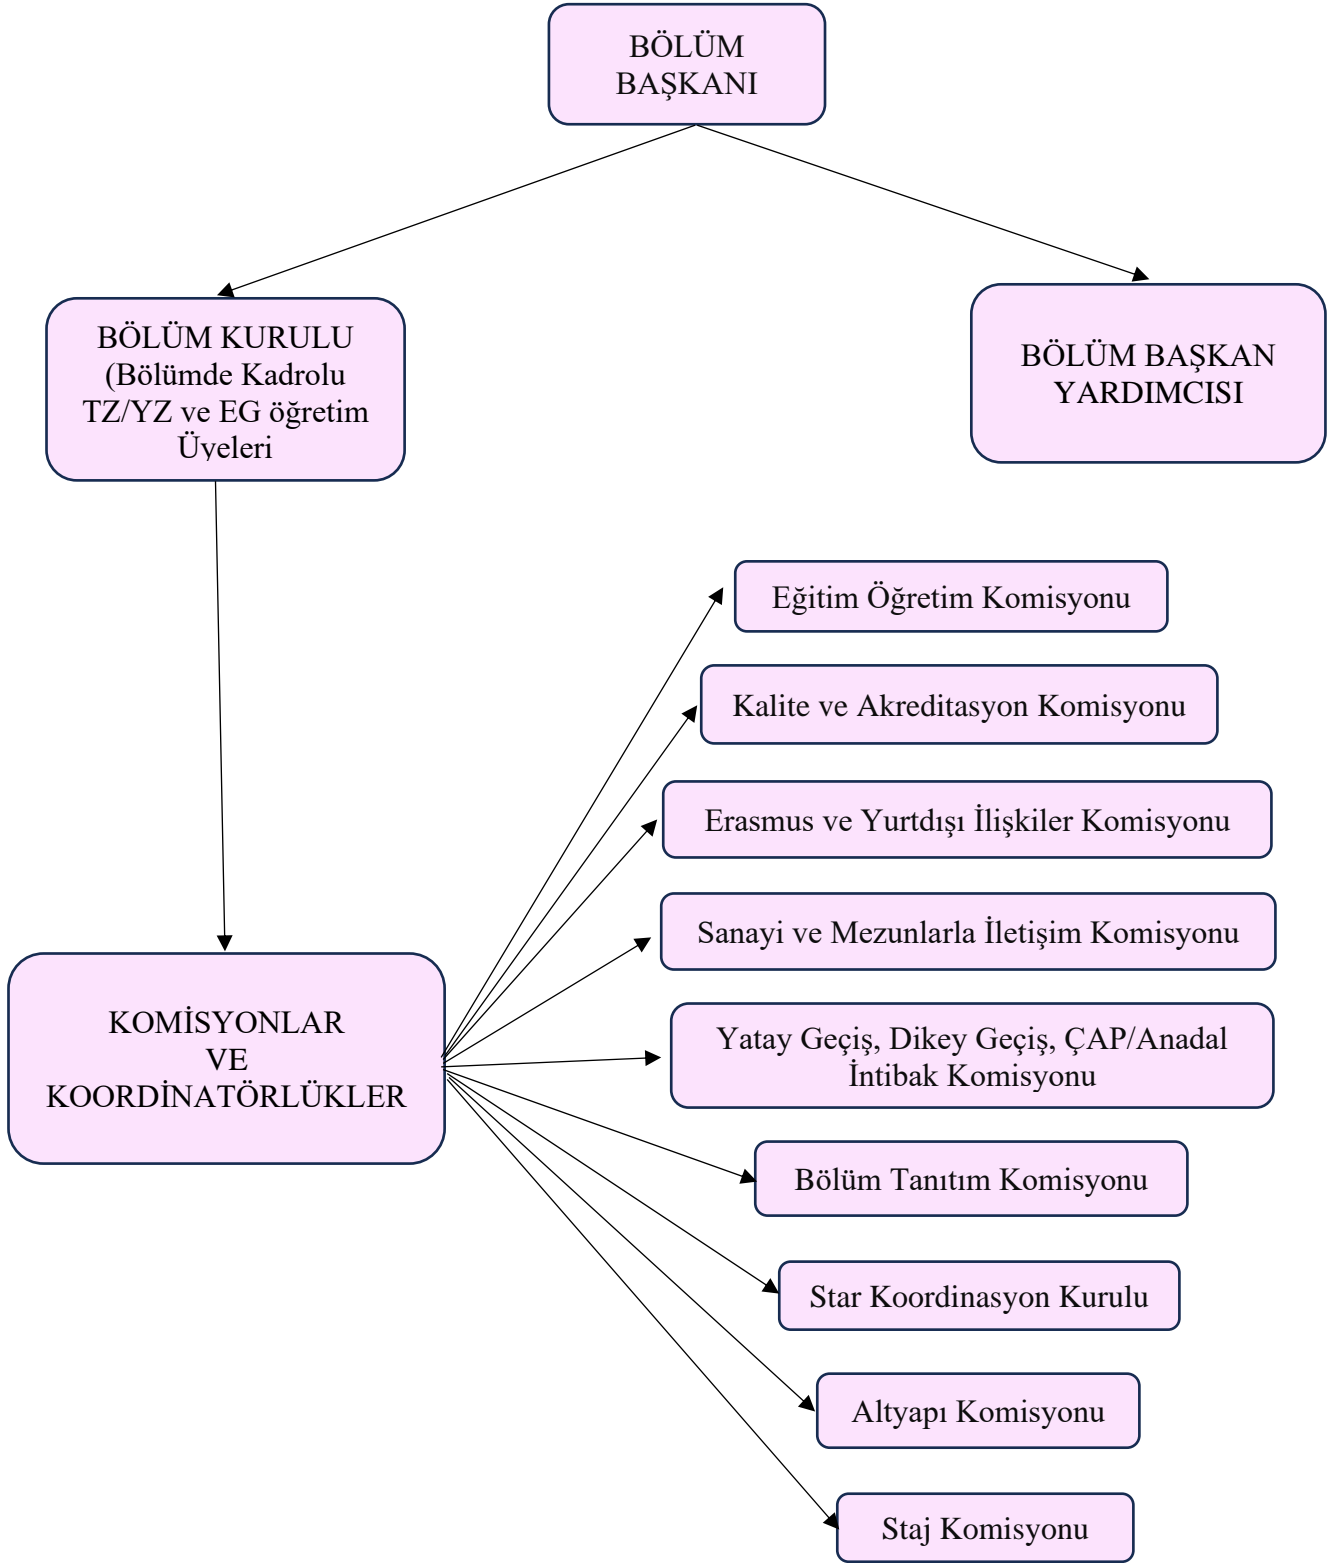 BÖLÜM
BAŞKANI
BÖLÜM KURULU
(Bölümde Kadrolu
TZ/YZ ve EG öğretim
Üyeleri
BÖLÜM BAŞKAN
YARDIMCISI
Eğitim Öğretim Komisyonu
Kalite ve Akreditasyon Komisyonu
Erasmus ve Yurtdışı İlişkiler Komisyonu
Sanayi ve Mezunlarla İletişim Komisyonu
KOMİSYONLAR
VE
KOORDİNATÖRLÜKLER
Yatay Geçiş, Dikey Geçiş, ÇAP/Anadal
İntibak Komisyonu
Bölüm Tanıtım Komisyonu
Star Koordinasyon Kurulu
Altyapı Komisyonu
Staj Komisyonu